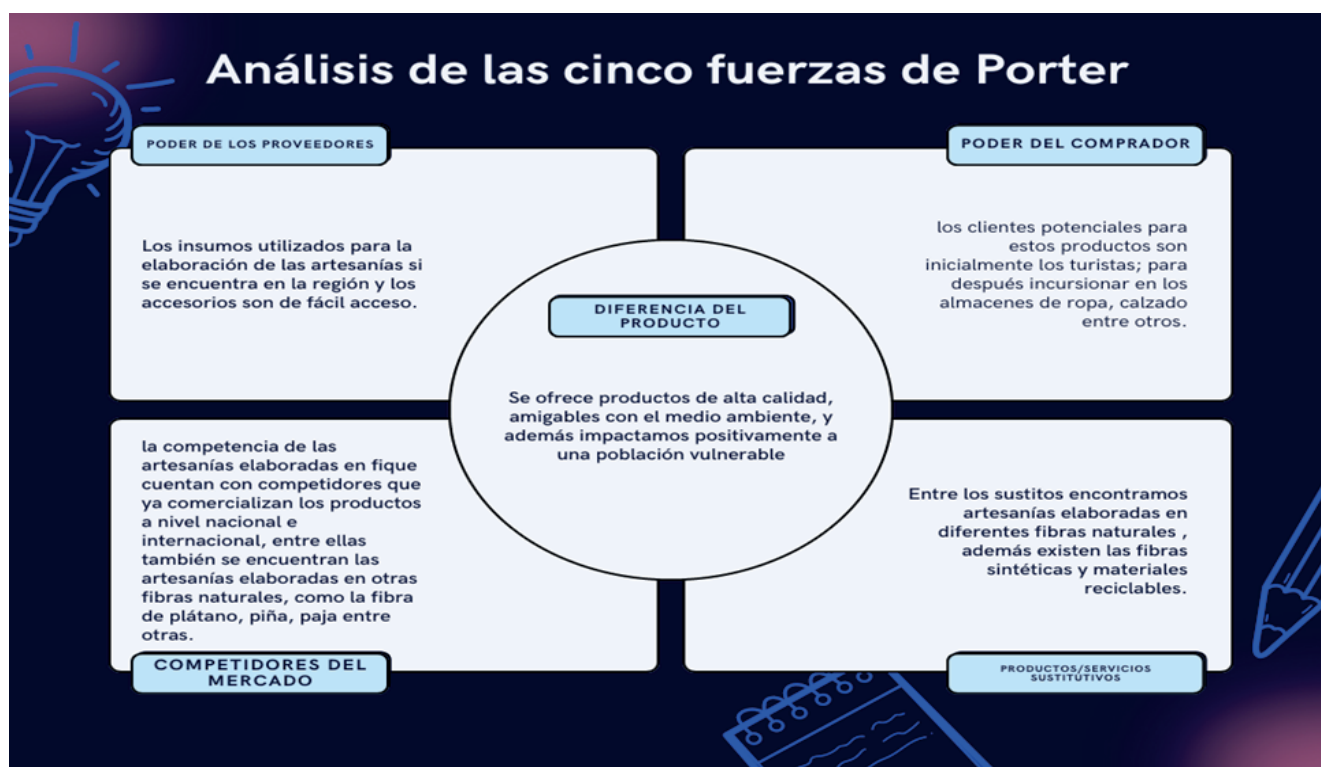 Análisis de las cinco fuerzas de Porter
PODER DE LOS PROVEEDORES
Los insumos utilizados para la
elaboración de las artesanías si
se encuentra en la región y los
accesorios son de fácil acceso.
PODER DEL COMPRADOR
los clientes potenciales para
estos productos son
inicialmente los turistas; para
después incursionar en los
almacenes de ropa, calzado
entre otros.
DIFERENCIA DEL
PRODUCTO
Se ofrece productos de alta calidad,
amigables con el medio ambiente, y
además impactamos positivamente a
una población vulnerable
la competencia de las
artesanías elaboradas en fique
cuentan con competidores que
ya comercializan los productos
a nivel nacional e
internacional, entre ellas
también se encuentran las
artesanías elaboradas en otras
fibras naturales, como la fibra
de plátano, piña, paja entre
otras.
COMPETIDORES DEL
MERCADO
Entre los sustitos encontramos
artesanías elaboradas en
diferentes fibras naturales ,
además existen las fibras
sintéticas y materiales
reciclables.
PRODUCTOS/SERVICIOS
SUSTITÚTIVOS